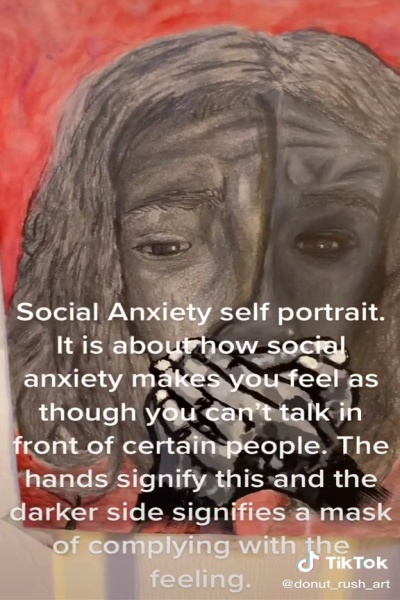 Social Anxiety self portrait.
It is about how social
anxiety makes you feel as
though you can't talk in
front of certain people. The
hands signify this and the
darker side signifies a mask
of complying with the
feeling.
TikTok
@donut_rush_art